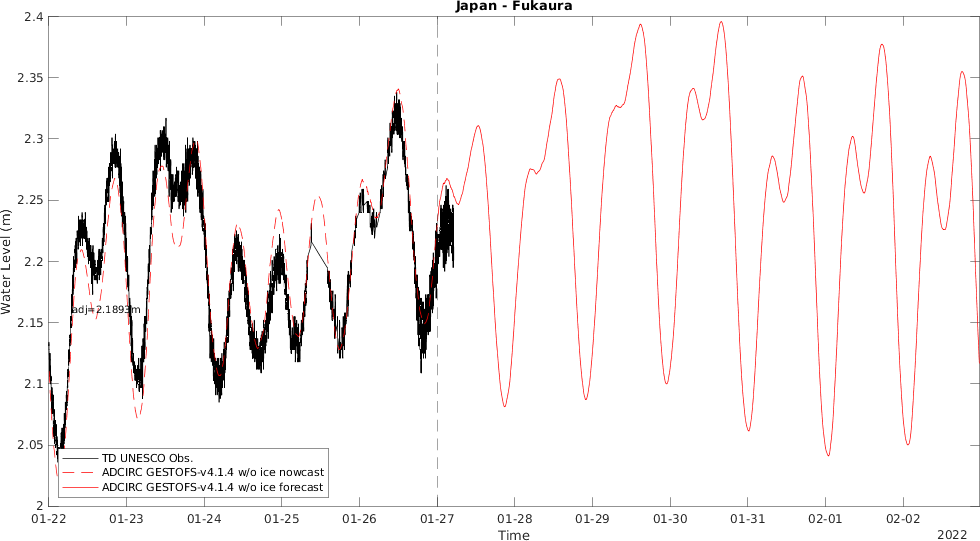 Japan - Fukaura
2.4
2.35
2.3
2.25
2.2
2.15
2.1
2.05
2
Water Level (m)
adj=2.1893m
TD UNESCO Obs.
ADCIRC GESTOFS-v4.1.4 w/o ice nowcast
ADCIRC GESTOFS-v4.1.4 w/o ice forecast
01-22 01-23 01-24 01-25 01-26 01-27 01-28 01-29 01-30 01-31 02-01 02-02
Time
2022